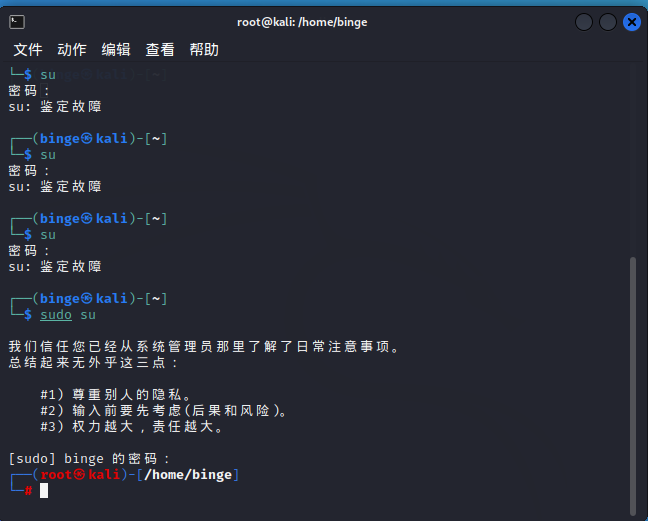 root@kali: /home/binge
文件 动作 编辑 查看 帮助
└─$ su
密码：
su: 鉴定故障
┌──(binge㉿kali)-[~]
└─$ su
密码：
su: 鉴定故障
┌──(binge㉿kali)-[~]
└─$ su
密码：
su: 鉴定故障
┌──(binge㉿kali)-[~]
└─$ sudo su
我们信任您已经从系统管理员那里了解了日常注意事项。
总结起来无外乎这三点：
#1) 尊重别人的隐私。
#2) 输入前要先考虑(后果和风险)。
#3) 权力越大，责任越大。
[sudo] binge 的密码：
┌──(root㉿kali)-[/home/binge]
└─#